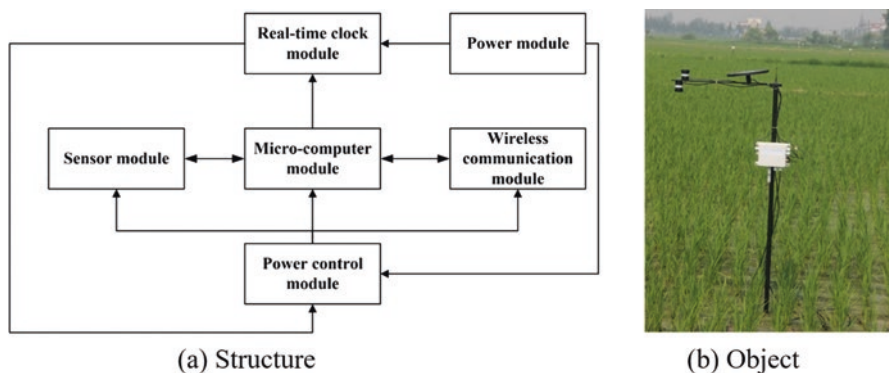 Real-time clock
module
Power module
Sensor module
Micro-computer
module
Wireless
communication
module
Power control
module
(a) Structure
(b) Object